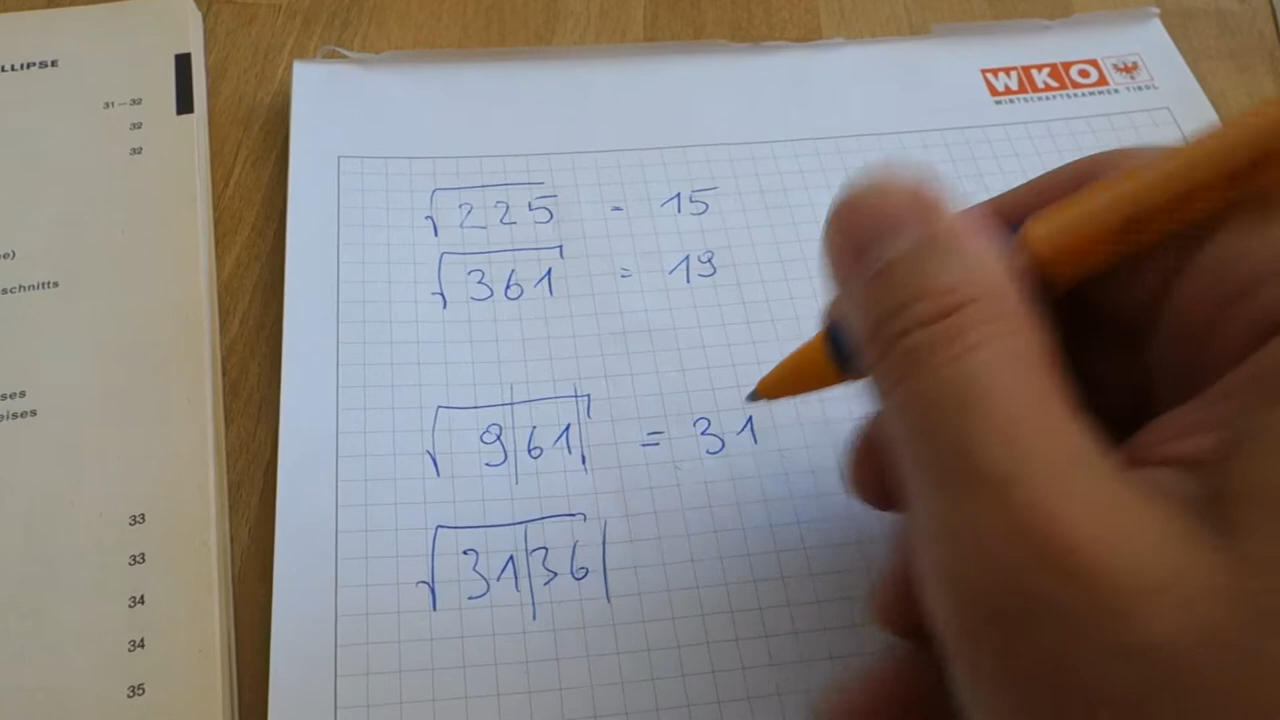 LLIPSE
31—32
32
32
e)
schnitts
ses
eises
33
33
34
34
35
WKO
WIRTSCHAFTSKAMMER TIROL
√225 = 15
√361 = 19
√9|61| = 31
√31|36|